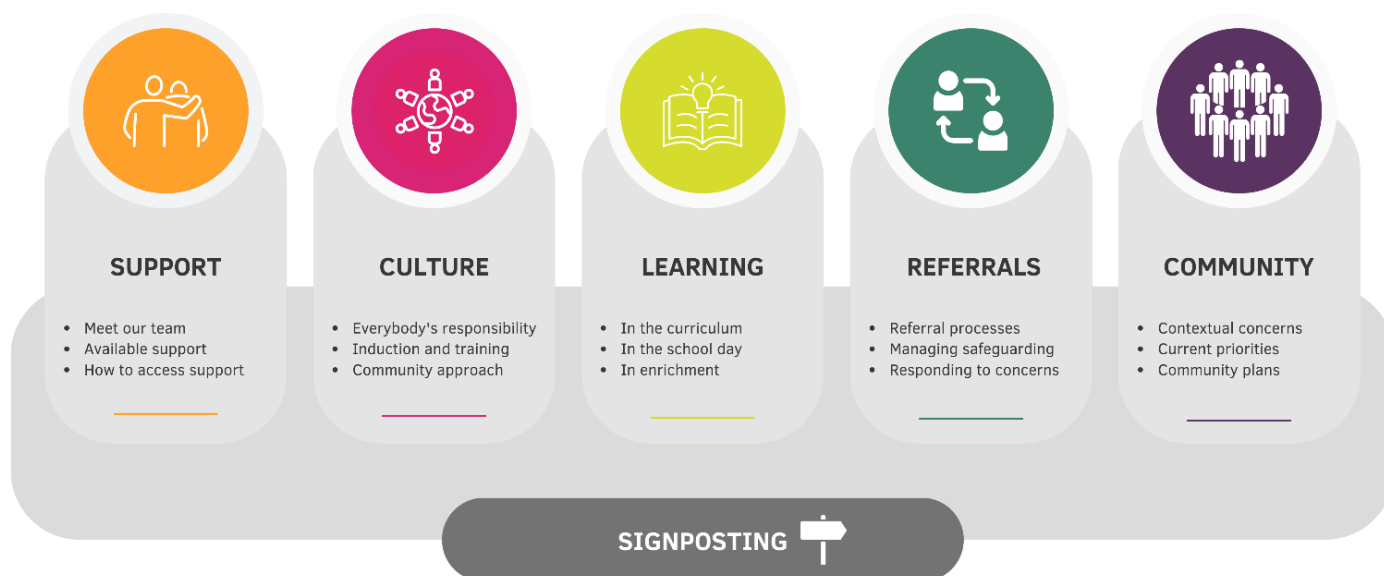 SUPPORT
• Meet our team
• Available support
• How to access support
CULTURE
• Everybody's responsibility
• Induction and training
• Community approach
LEARNING
• In the curriculum
• In the school day
• In enrichment
REFERRALS
• Referral processes
• Managing safeguarding
• Responding to concerns
COMMUNITY
• Contextual concerns
• Current priorities
• Community plans
SIGNPOSTING